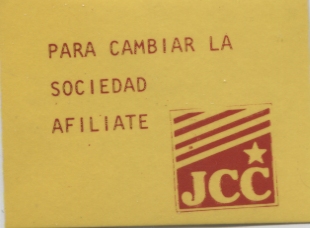 PARA CAMBIAR LA
SOCIEDAD
AFILIATE
JCC